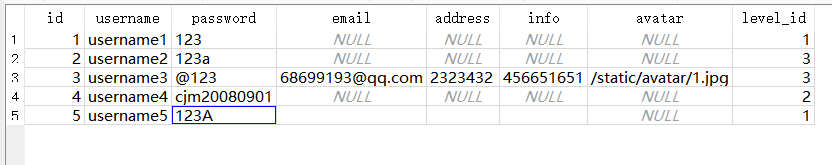 id username password email address info avatar level_id
1 1 username1 123 NULL NULL NULL NULL 1
2 2 username2 123a NULL NULL NULL NULL 3
3 3 username3 @123 68699193@qq.com 2323432 456651651 /static/avatar/1.jpg 3
4 4 username4 cjm20080901 NULL NULL NULL NULL 2
5 5 username5 123A NULL 1